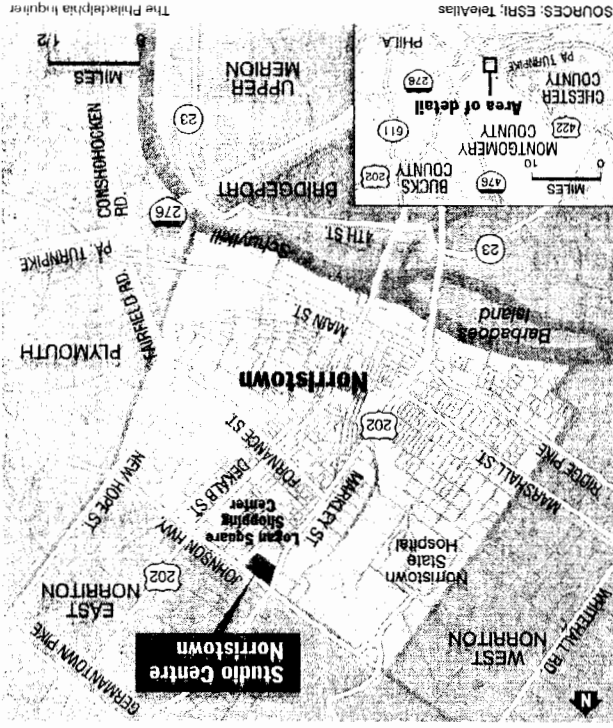 N
GERMANTOWN PIKE
Studio Centre
Norristown
WHITEHALL RD.
WEST
NORRITON
EAST
NORRITON
202
JOHNSON HWY
Norristown
State
Hospital
Logan Square
Shopping
Center
NEW HOPE ST
MARKLEY ST
DEKALB ST.
FORNANCE ST.
RIDGE PIKE
MARSHALL ST.
202
Norristown
PLYMOUTH
FAIRFIELD RD.
MAIN ST.
Barbadoes
Island
PA. TURNPIKE
Schuylkill
23
4TH ST.
276
CONSHOHOCKEN
RD.
BRIDGEPORT
MILES
0 10
476
BUCKS
COUNTY
202
MONTGOMERY
COUNTY
422
611
Area of detail
CHESTER
COUNTY
PA. TURNPIKE
276
PHILA
23
UPPER
MERION
MILES
0 1/2
SOURCES: ESRI; TeleAtlas
The Philadelphia Inquirer